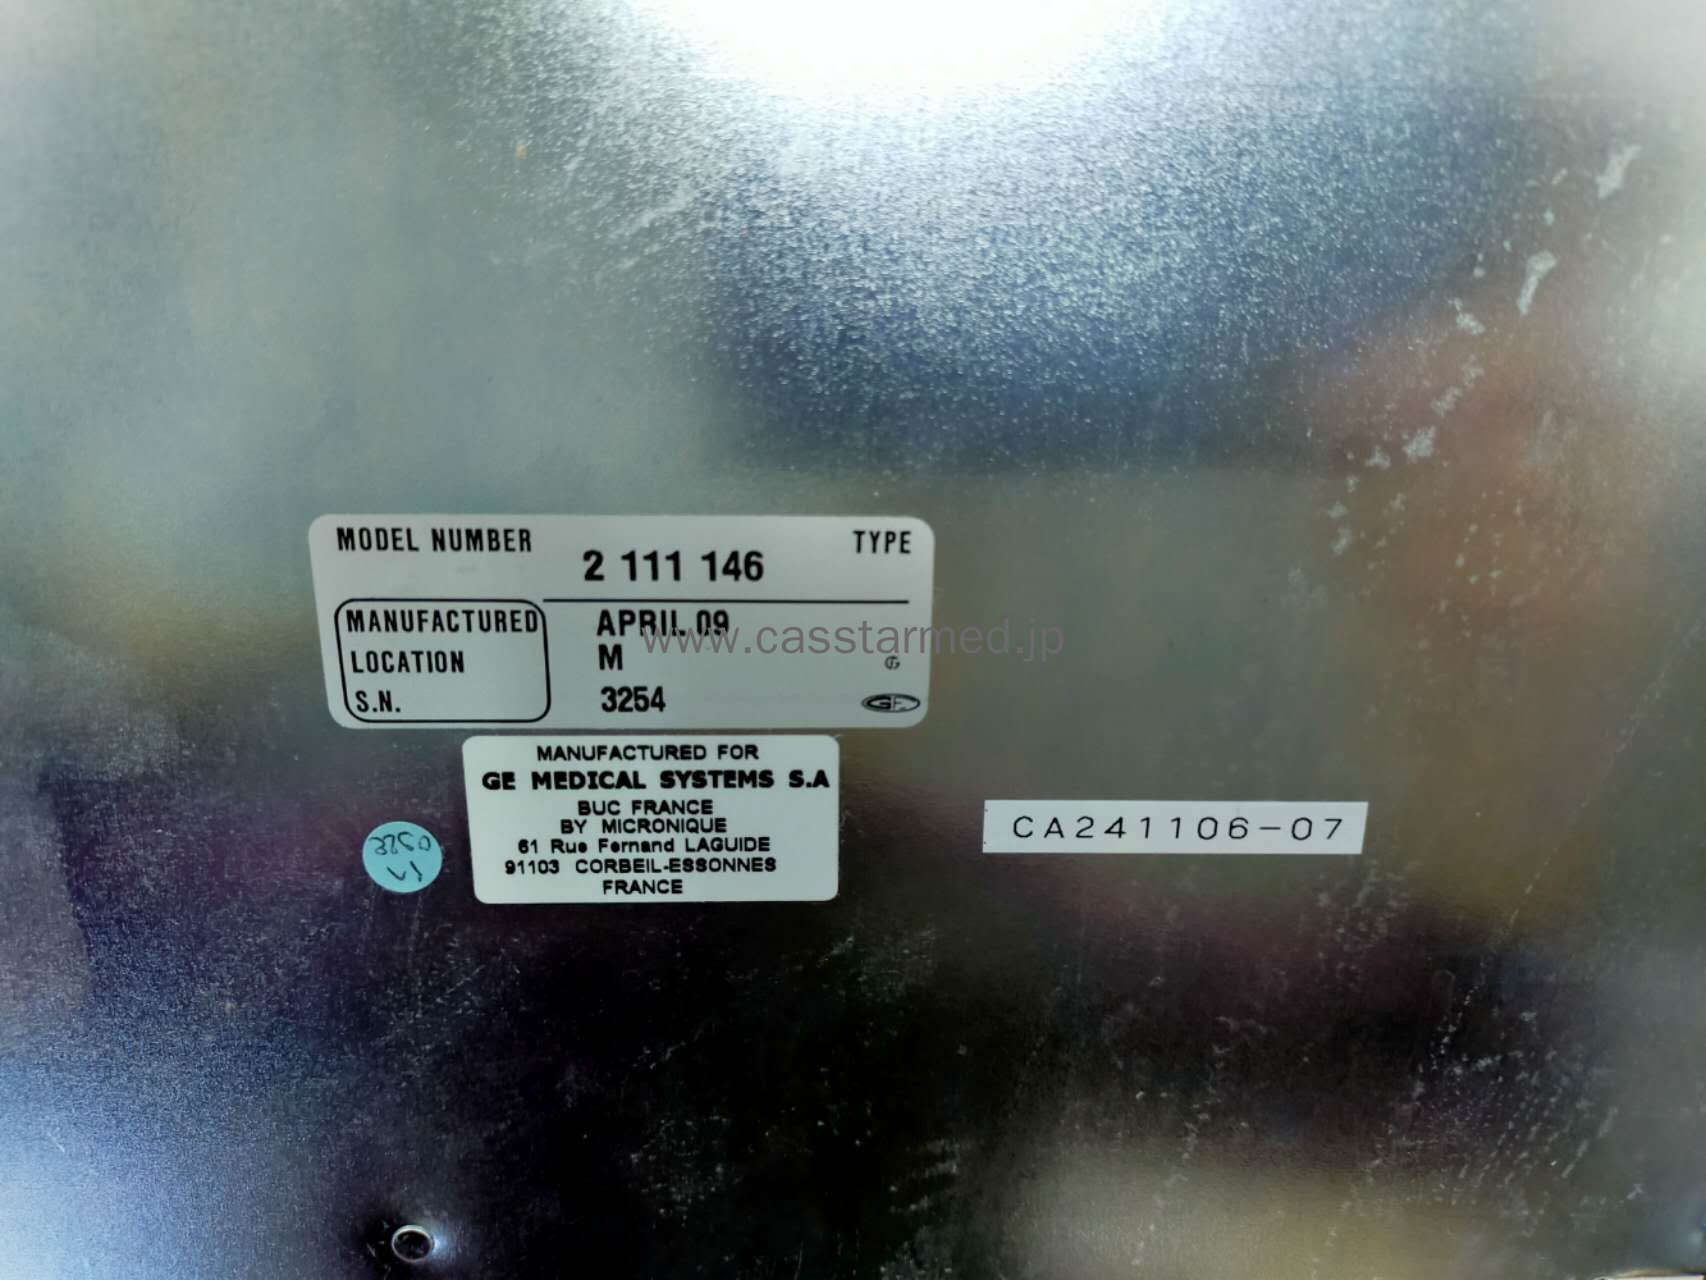 MODEL NUMBER
2 111 146
TYPE
MANUFACTURED APRIL 09
LOCATION M
S.N. 3254
GE
www.casstarmed.jp
MANUFACTURED FOR
GE MEDICAL SYSTEMS S.A
BUC FRANCE
BY MICRONIQUE
61 Rue Fernand LAGUIDE
91103 CORBEIL-ESSONNES
FRANCE
CA241106-07